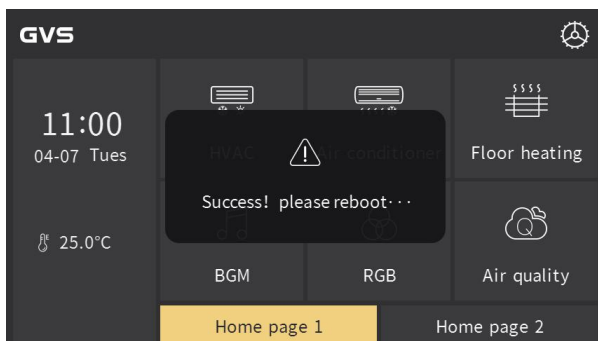 GVS
11:00
04-07 Tues
25.0°C
HVAC
Air conditioner
Floor heating
Success! please reboot···
BGM
RGB
Air quality
Home page 1
Home page 2